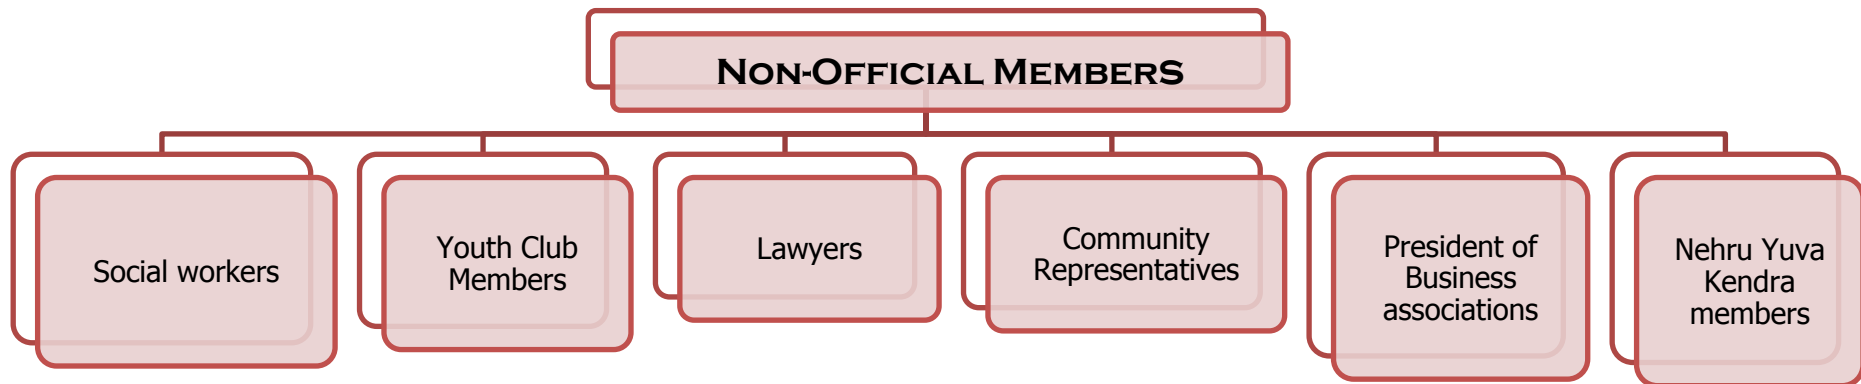 NON-OFFICIAL MEMBERS
Social workers
Youth Club
Members
Lawyers
Community
Representatives
President of
Business
associations
Nehru Yuva
Kendra
members